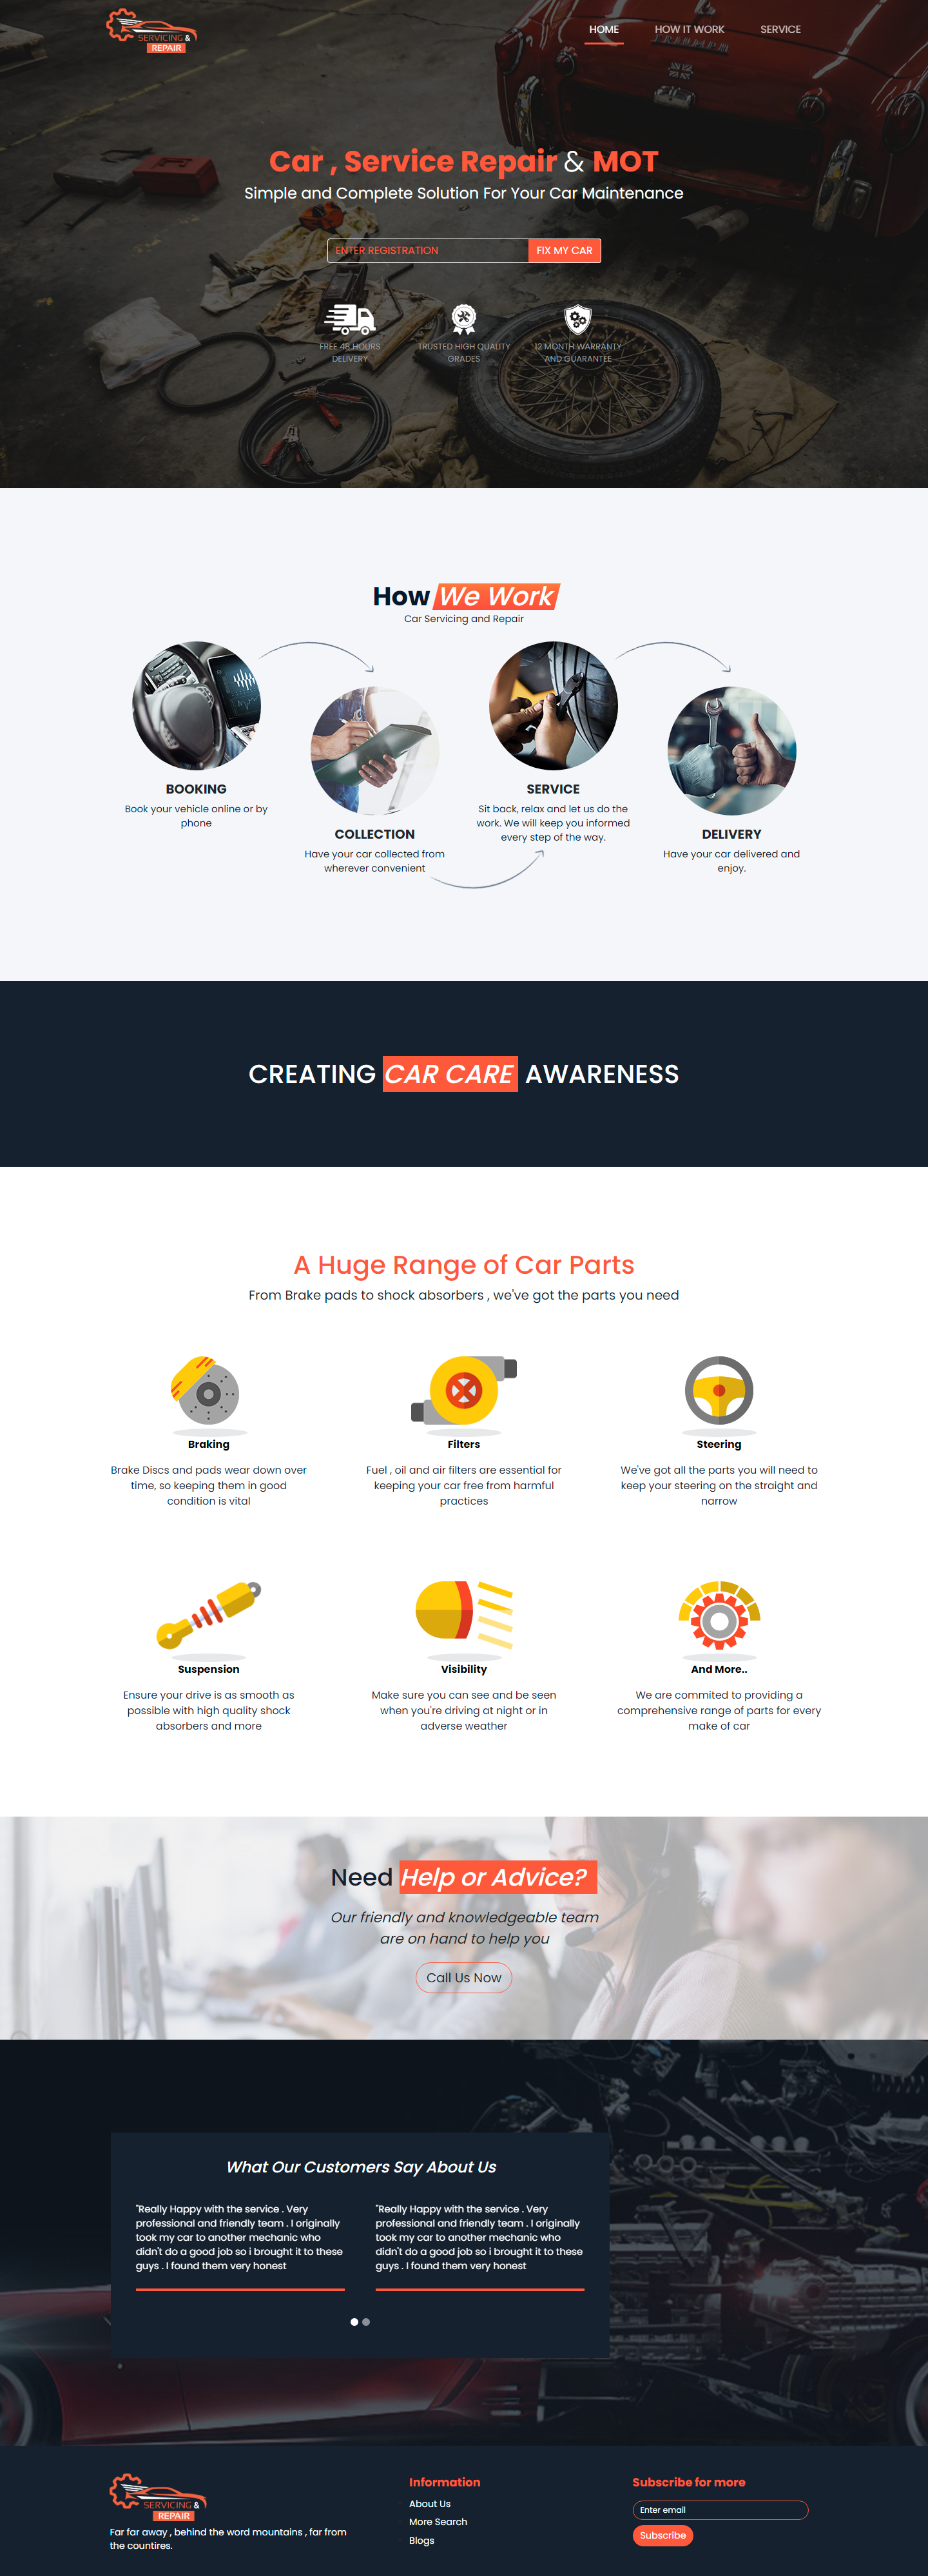 SERVICING &
REPAIR
HOME HOW IT WORK SERVICE
Car , Service Repair & MOT
Simple and Complete Solution For Your Car Maintenance
ENTER REGISTRATION FIX MY CAR
FREE 48 HOURS
DELIVERY
TRUSTED HIGH QUALITY
GRADES
12 MONTH WARRANTY
AND GUARANTEE
How We Work
Car Servicing and Repair
BOOKING
Book your vehicle online or by
phone
COLLECTION
Have your car collected from
wherever convenient
SERVICE
Sit back, relax and let us do the
work. We will keep you informed
every step of the way.
DELIVERY
Have your car delivered and
enjoy.
CREATING CAR CARE AWARENESS
A Huge Range of Car Parts
From Brake pads to shock absorbers , we've got the parts you need
Braking
Brake Discs and pads wear down over
time, so keeping them in good
condition is vital
Filters
Fuel , oil and air filters are essential for
keeping your car free from harmful
practices
Steering
We've got all the parts you will need to
keep your steering on the straight and
narrow
Suspension
Ensure your drive is as smooth as
possible with high quality shock
absorbers and more
Visibility
Make sure you can see and be seen
when you're driving at night or in
adverse weather
And More..
We are commited to providing a
comprehensive range of parts for every
make of car
Need Help or Advice?
Our friendly and knowledgeable team
are on hand to help you
Call Us Now
What Our Customers Say About Us
"Really Happy with the service . Very
professional and friendly team . I originally
took my car to another mechanic who
didn't do a good job so i brought it to these
guys . I found them very honest
"Really Happy with the service . Very
professional and friendly team . I originally
took my car to another mechanic who
didn't do a good job so i brought it to these
guys . I found them very honest
SERVICING &
REPAIR
Far far away , behind the word mountains , far from
the countires.
Information
About Us
More Search
Blogs
Subscribe for more
Enter email
Subscribe